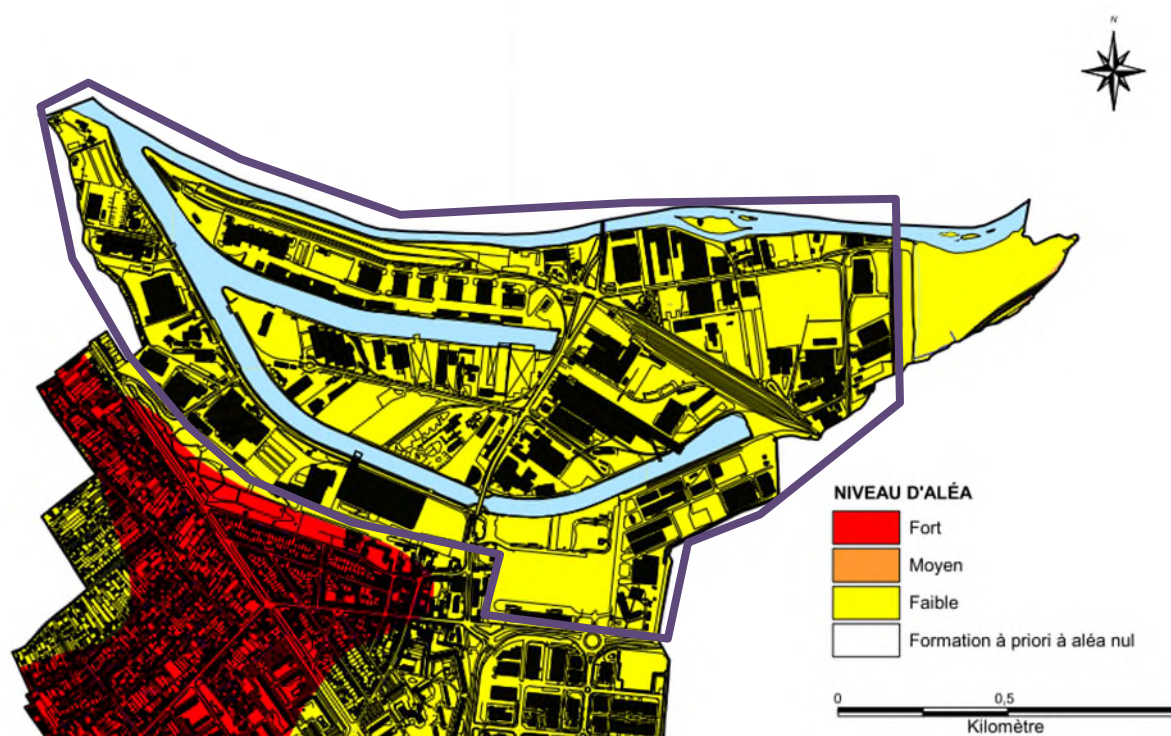 N
NIVEAU D'ALÉA
Fort
Moyen
Faible
Formation à priori à aléa nul
0 0,5
Kilomètre